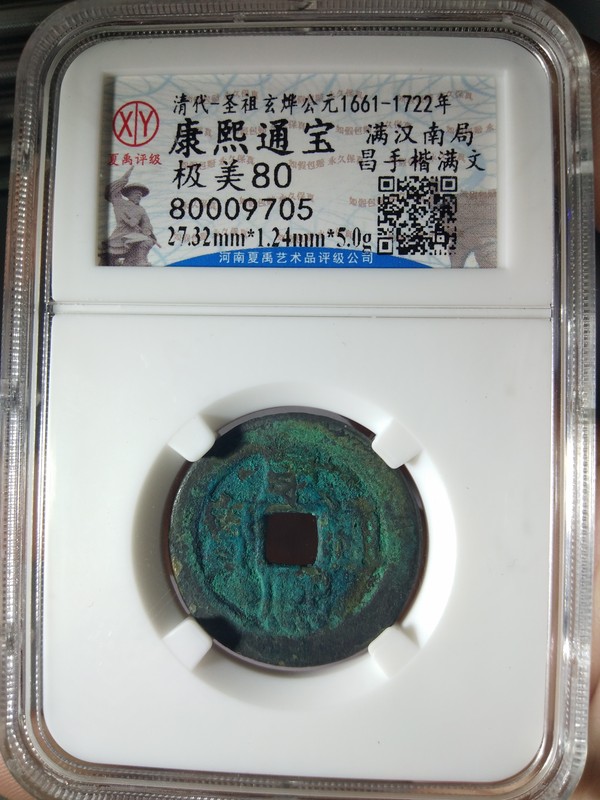 清代-圣祖玄烨公元1661-1722年
XY
夏禹评级
康熙通宝
满汉南局
昌手楷满文
极美80
80009705
27.32mm*1.24mm*5.0g
河南夏禹艺术品评级公司